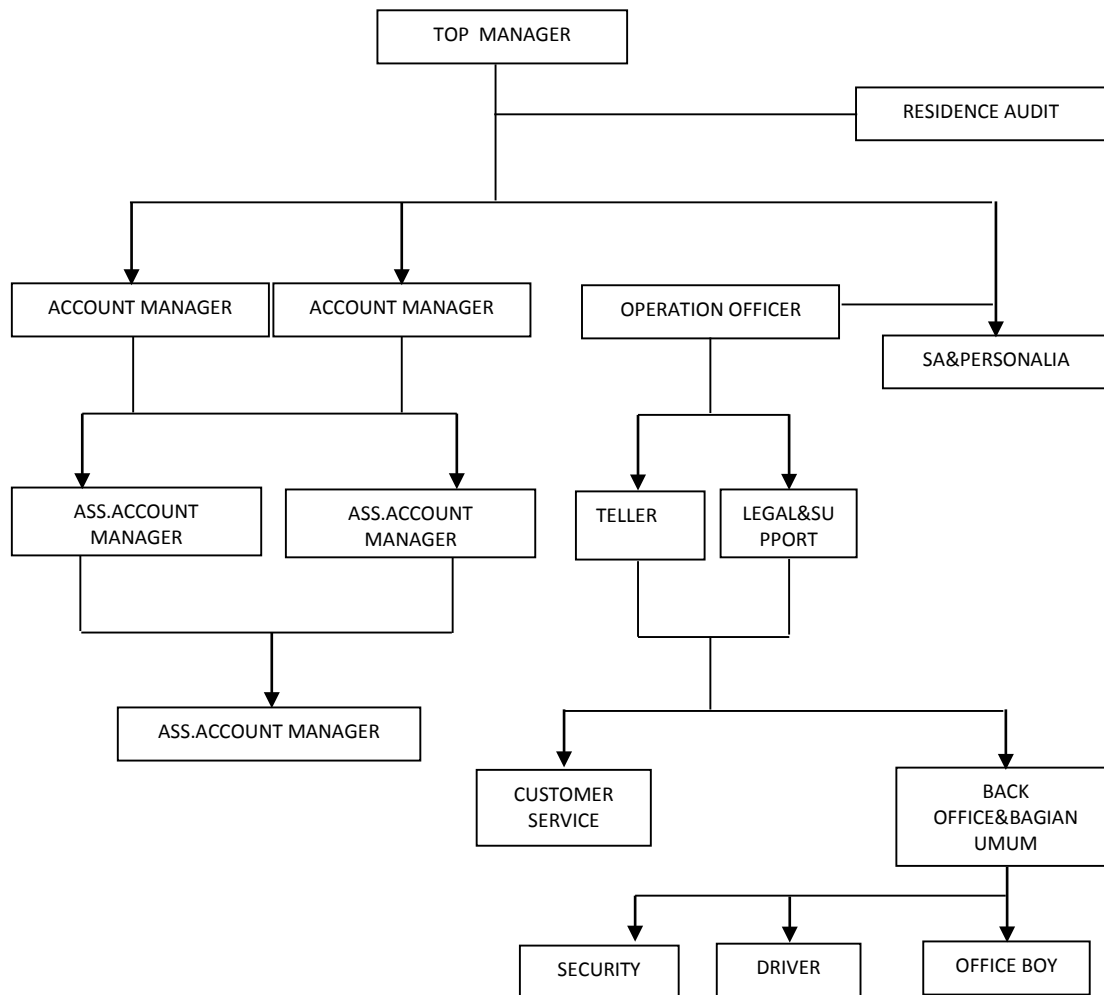 TOP MANAGER
RESIDENCE AUDIT
ACCOUNT MANAGER
ACCOUNT MANAGER
OPERATION OFFICER
SA&PERSONALIA
ASS.ACCOUNT
MANAGER
ASS.ACCOUNT
MANAGER
TELLER
LEGAL&SU
PPORT
ASS.ACCOUNT MANAGER
CUSTOMER
SERVICE
BACK
OFFICE&BAGIAN
UMUM
SECURITY
DRIVER
OFFICE BOY